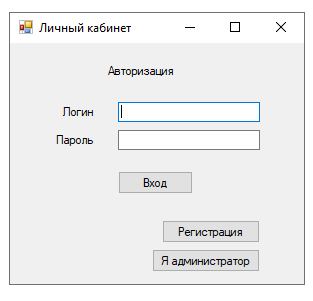 Личный кабинет
Авторизация
Логин
Пароль
Вход
Регистрация
Я администратор